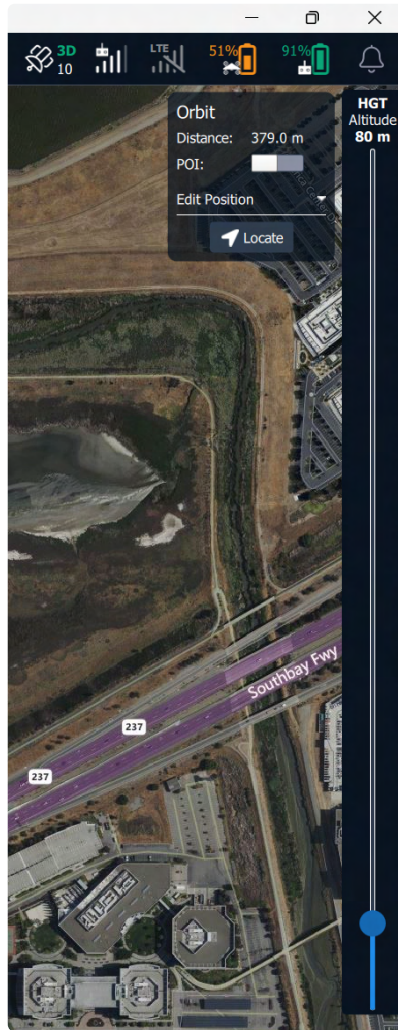 3D
10
LTE
51%
91%
HGT
Altitude
80 m
Orbit
Distance: 379.0 m
POI:
Edit Position
Locate
Southbay Fwy
237
237